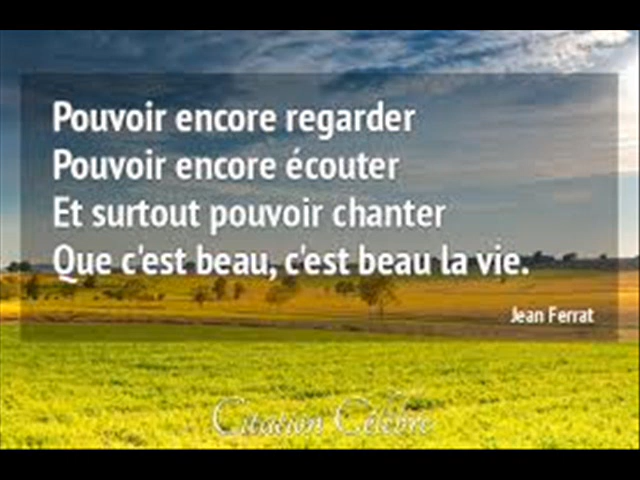 Pouvoir encore regarder
Pouvoir encore écouter
Et surtout pouvoir chanter
Que c'est beau, c'est beau la vie.
Jean Ferrat
Citation Célèbre